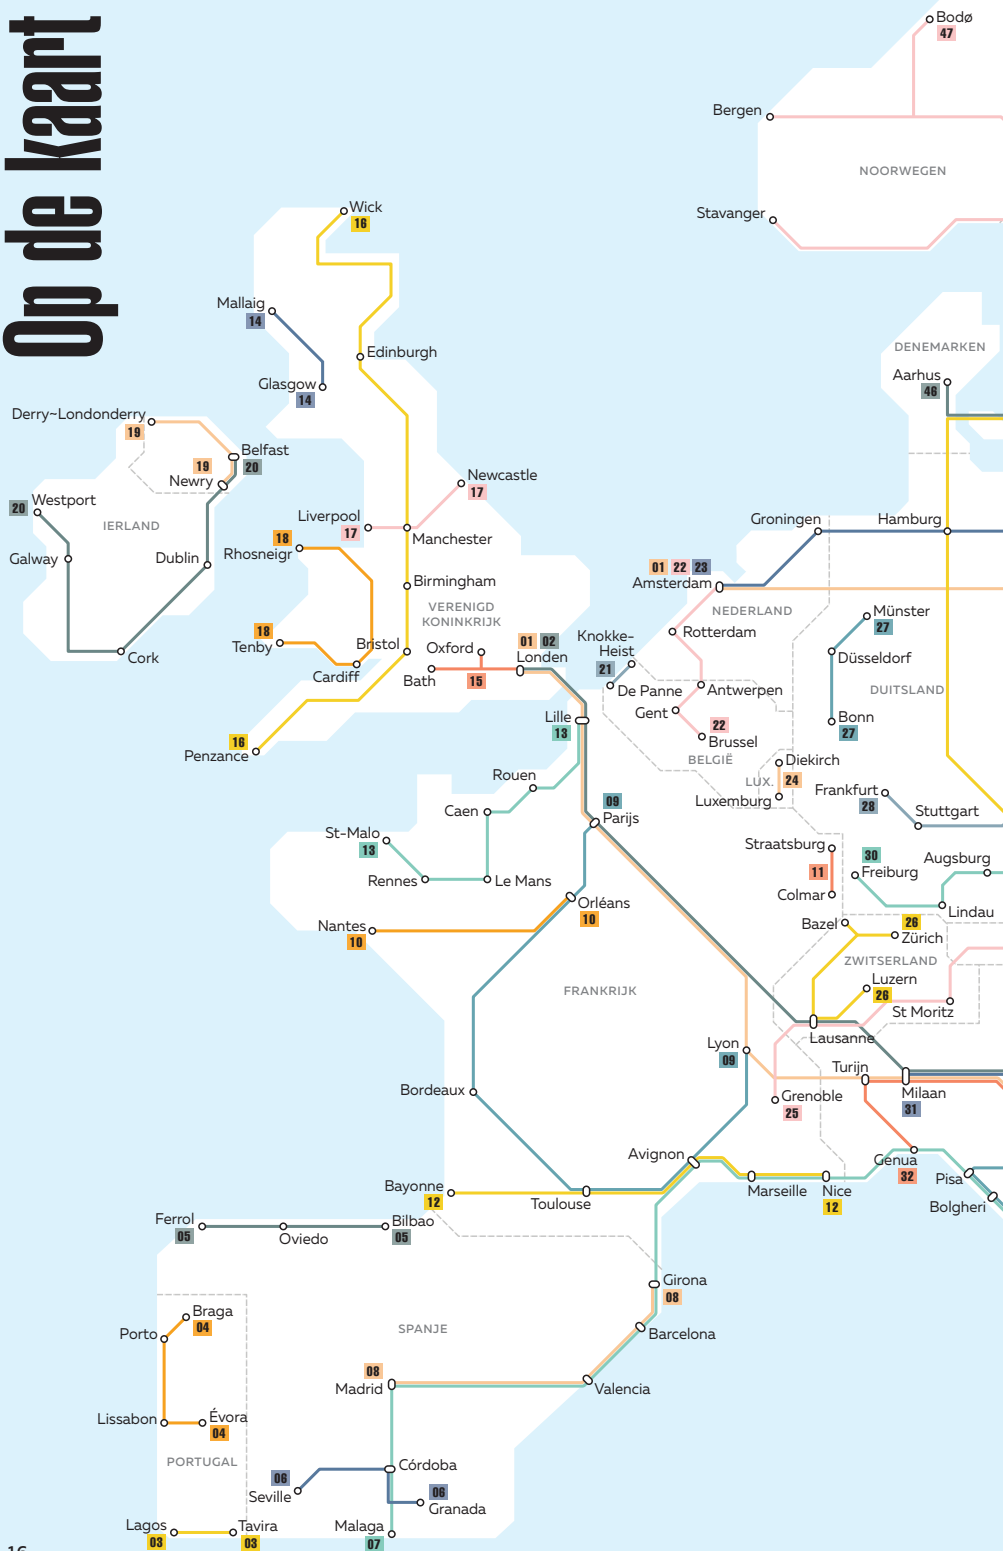 Op de kaart
Bodø
47
Bergen
NOORWEGEN
Stavanger
Wick
16
Mallaig
14
Edinburgh
Glasgow
14
DENEMARKEN
Aarhus
46
Derry~Londonderry
19
Belfast
20
19
Newry
20
Westport
IERLAND
Galway
Dublin
Cork
Newcastle
17
Liverpool
17
Manchester
18
Rhosneigr
Birmingham
VERENIGD
KONINKRIJK
18
Tenby
Cardiff
Bristol
Oxford
Bath
15
01 02
Londen
16
Penzance
Groningen
Hamburg
01 22 23
Amsterdam
NEDERLAND
Rotterdam
Knokke-
Heist
21
De Panne
Antwerpen
Gent
22
Brussel
BELGIË
Münster
27
Düsseldorf
DUITSLAND
Bonn
27
Diekirch
24
LUX.
Luxemburg
Frankfurt
28
Stuttgart
Lille
13
Rouen
Caen
09
Parijs
St-Malo
13
Rennes
Le Mans
Straatsburg
11
Colmar
30
Freiburg
Augsburg
Lindau
Orléans
10
Nantes
10
Bazel
26
Zürich
ZWITSERLAND
Luzern
26
St Moritz
Lausanne
FRANKRIJK
Lyon
09
Turijn
Milaan
31
Grenoble
25
Bordeaux
Avignon
Genua
32
Pisa
Bolgheri
Bayonne
12
Toulouse
Marseille
Nice
12
Ferrol
05
Oviedo
Bilbao
05
Girona
08
Braga
04
Porto
SPANJE
Barcelona
08
Madrid
Valencia
Lissabon
Évora
04
PORTUGAL
Córdoba
06
Seville
06
Granada
Lagos
03
Tavira
03
Malaga
07